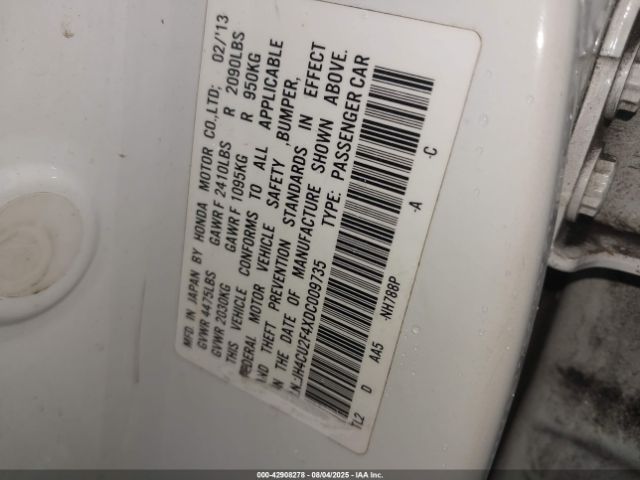 MFD. IN JAPAN BY HONDA MOTOR CO.,LTD; 02/'13
GVWR 4475LBS GAWR F 2410LBS R 2090LBS
GVWR 2030KG GAWR F 1095KG R 950KG
THIS VEHICLE CONFORMS TO ALL APPLICABLE
FEDERAL MOTOR VEHICLE SAFETY ,BUMPER,
AND THEFT PREVENTION STANDARDS IN EFFECT
ON THE DATE OF MANUFACTURE SHOWN ABOVE.
JH4CU2F4XDC009735 TYPE: PASSENGER CAR
TL2 D AA5 -NH788P -A -C
000-42908278 - 08/04/2025 - IAA Inc.